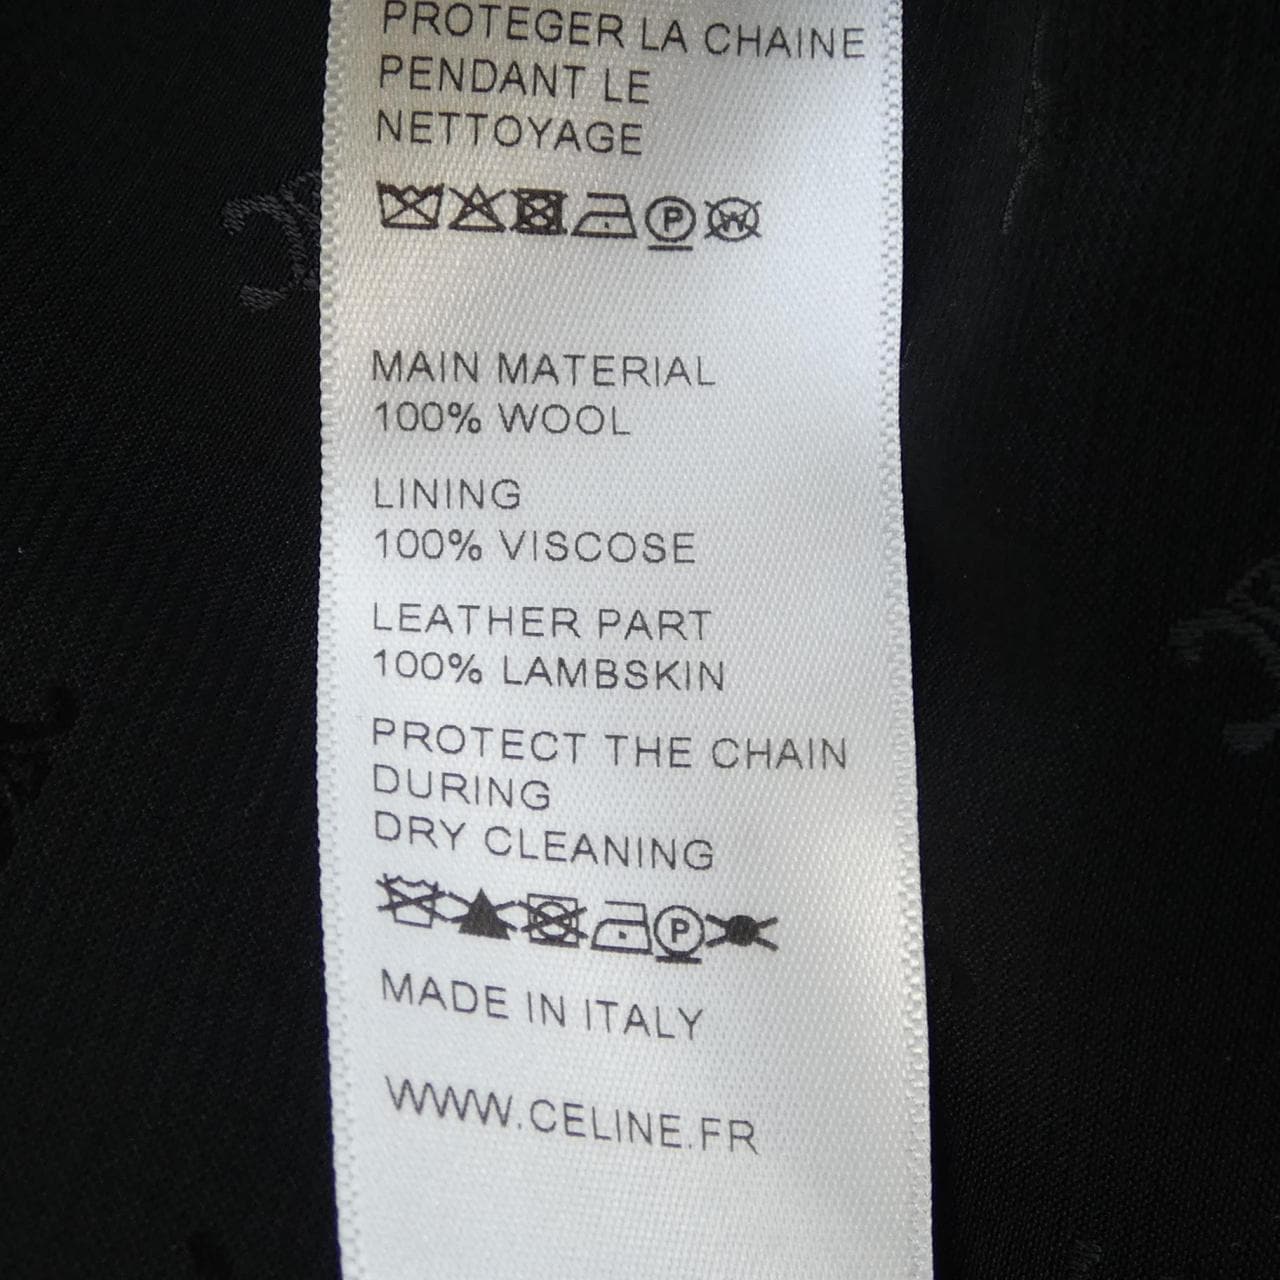 PROTEGER LA CHAINE
PENDANT LE
NETTOYAGE
P W
MAIN MATERIAL
100% WOOL
LINING
100% VISCOSE
LEATHER PART
100% LAMBSKIN
PROTECT THE CHAIN
DURING
DRY CLEANING
P
MADE IN ITALY
WWW.CELINE.FR